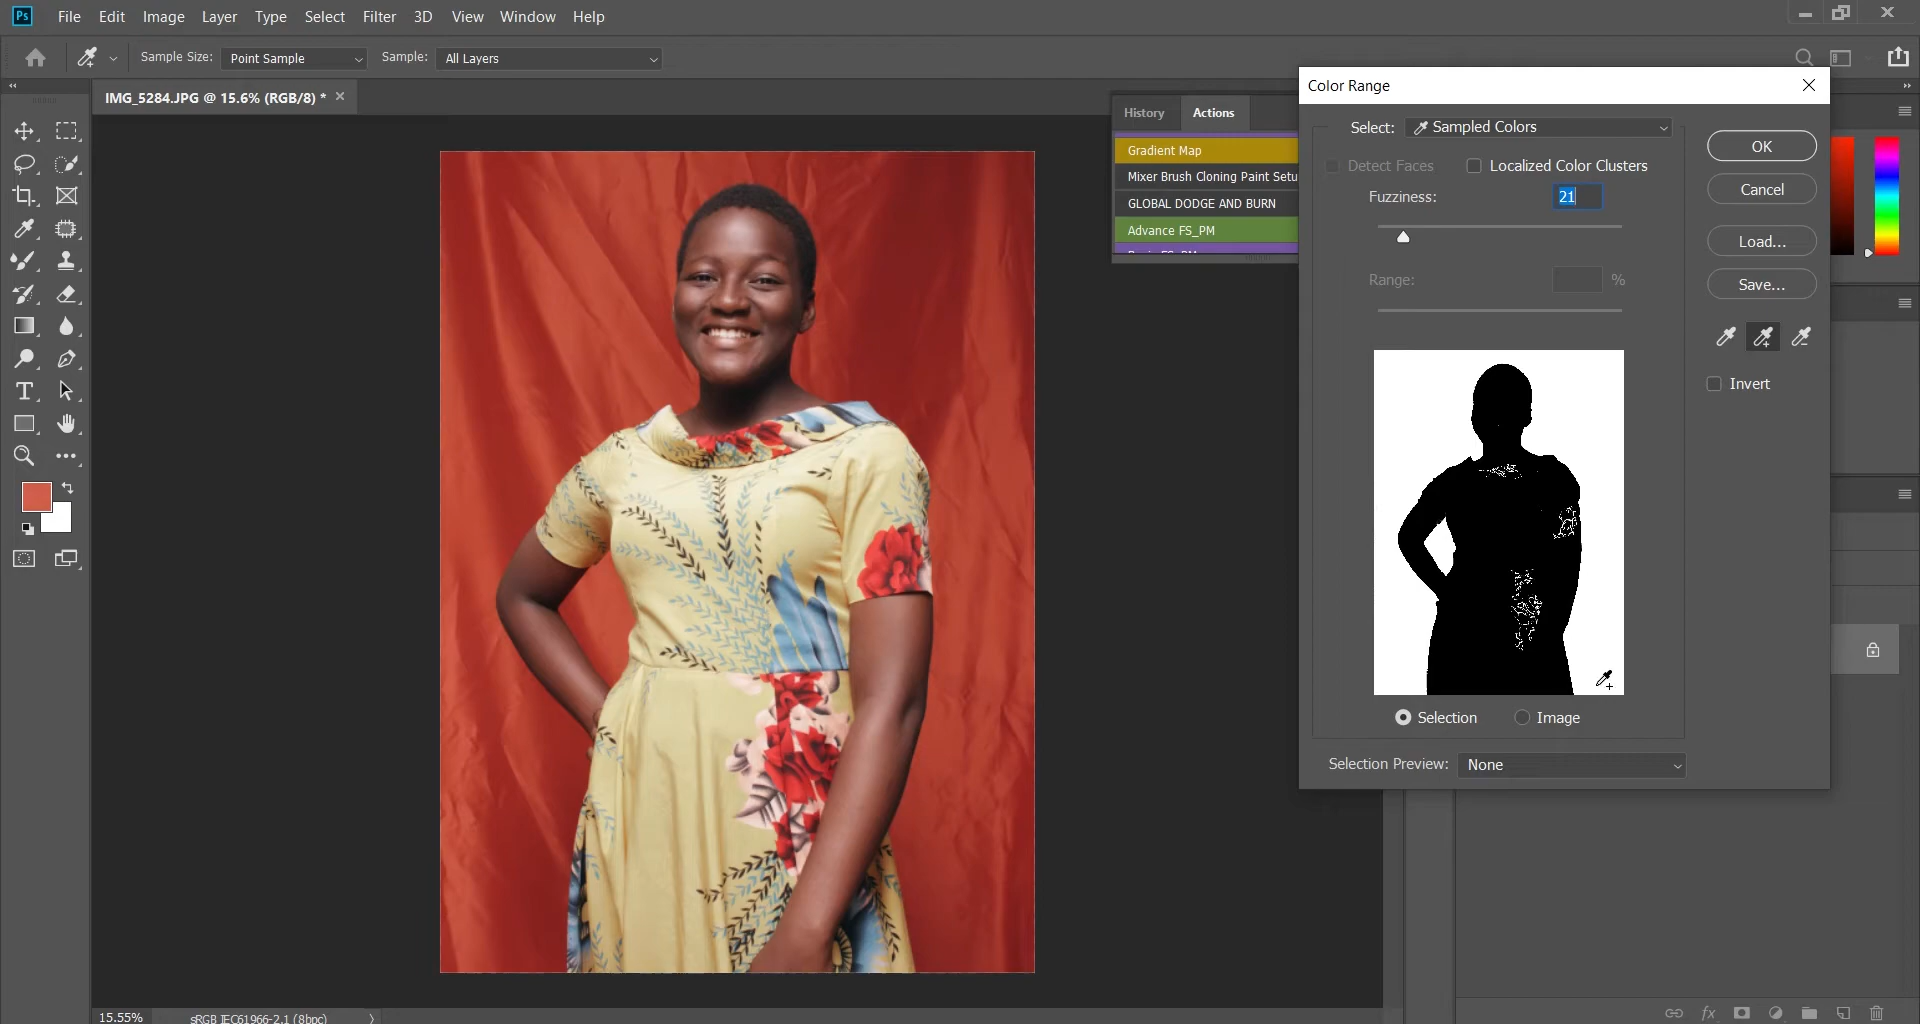 Ps File Edit Image Layer Type Select Filter 3D View Window Help
Sample Size: Point Sample Sample: All Layers
IMG_5284.JPG @ 15.6% (RGB/8) *
History Actions
Gradient Map
Mixer Brush Cloning Paint Setu
GLOBAL DODGE AND BURN
Advance FS_PM
Color Range
Select: Sampled Colors
Detect Faces Localized Color Clusters
Fuzziness: 21
Range: %
OK
Cancel
Load...
Save...
Invert
Selection Image
Selection Preview: None
15.55% sRGB IEC61966-2.1 (8bpc)
fx